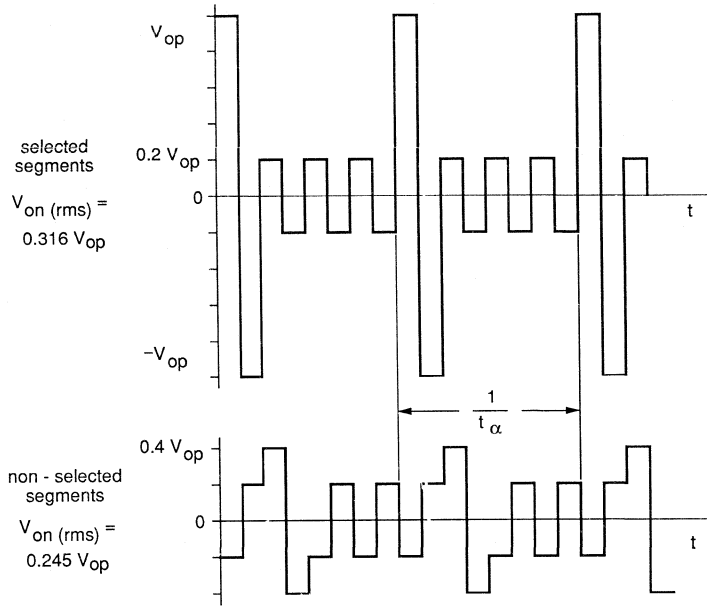 V_op
selected
segments
0.2 V_op
V_on (rms) =
0.316 V_op
0
t
–V_op
1
t_α
0.4 V_op
non - selected
segments
V_on (rms) =
0.245 V_op
0
t